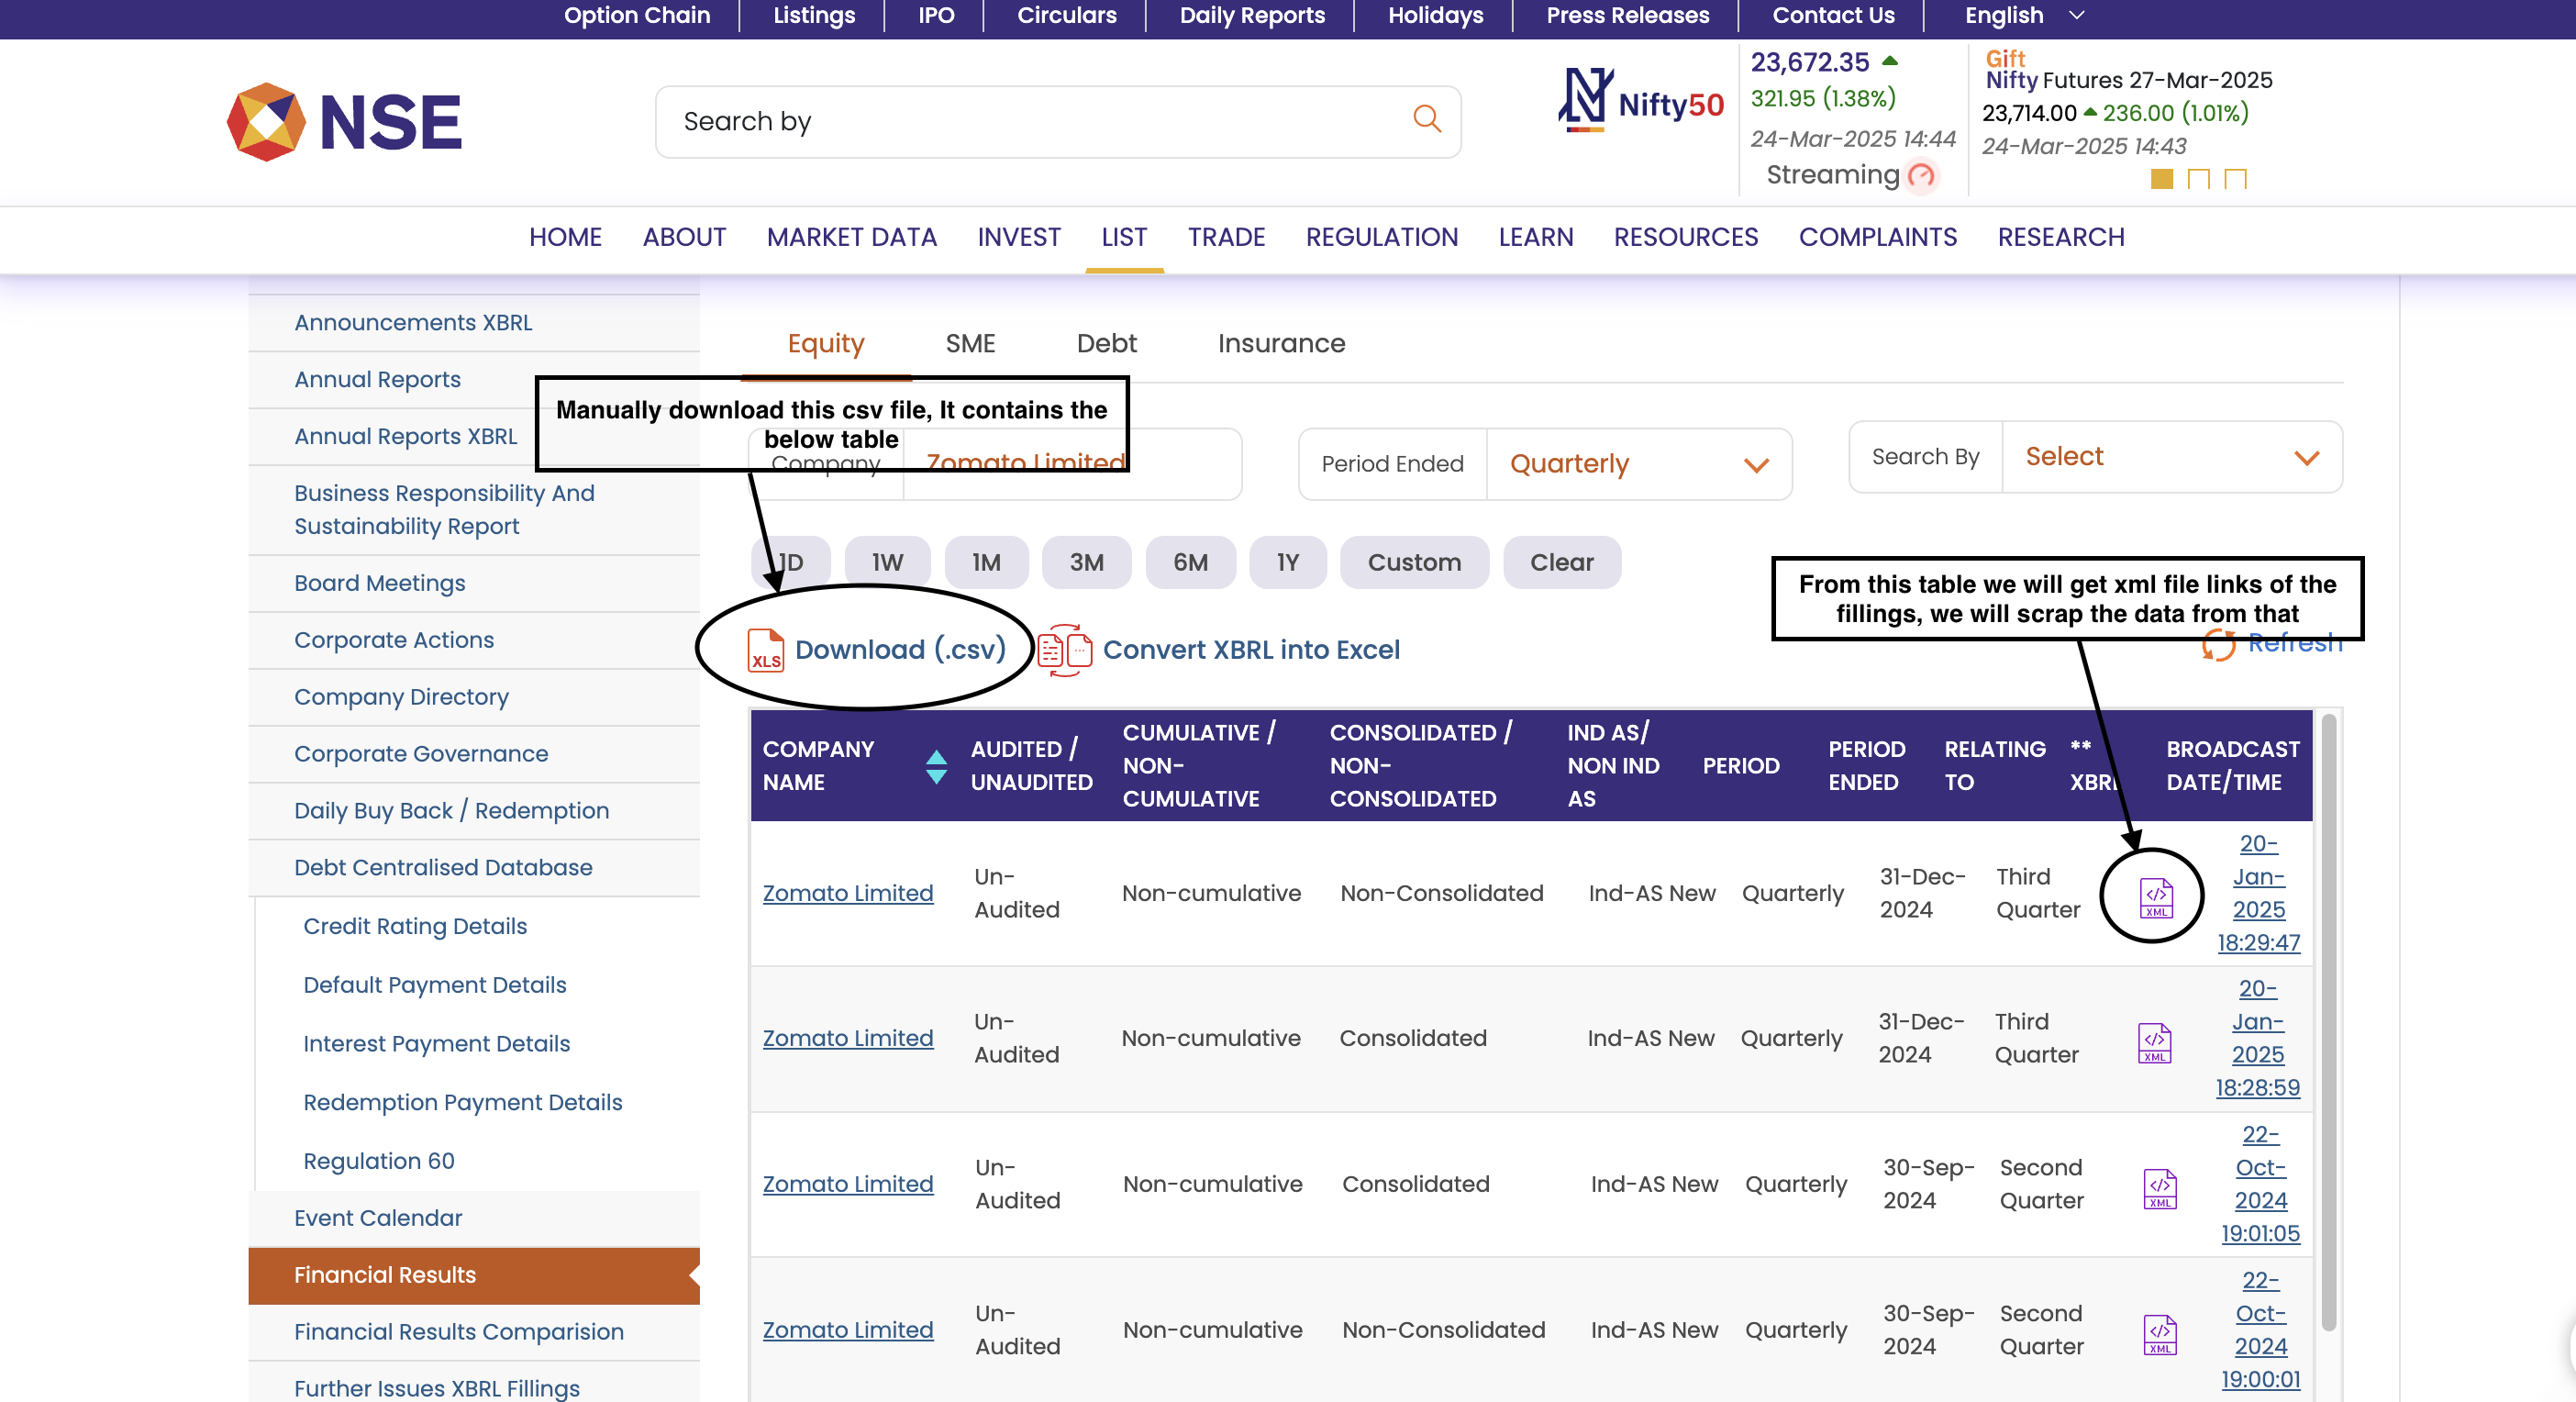 Option Chain
Listings
IPO
Circulars
Daily Reports
Holidays
Press Releases
Contact Us
English
NSE
Search by
Nifty50
23,672.35
321.95 (1.38%)
24-Mar-2025 14:44
Streaming
Gift
Nifty Futures 27-Mar-2025
23,714.00 236.00 (1.01%)
24-Mar-2025 14:43
HOME
ABOUT
MARKET DATA
INVEST
LIST
TRADE
REGULATION
LEARN
RESOURCES
COMPLAINTS
RESEARCH
Announcements XBRL
Annual Reports
Annual Reports XBRL
Business Responsibility And
Sustainability Report
Board Meetings
Corporate Actions
Company Directory
Corporate Governance
Daily Buy Back / Redemption
Debt Centralised Database
Credit Rating Details
Default Payment Details
Interest Payment Details
Redemption Payment Details
Regulation 60
Event Calendar
Financial Results
Financial Results Comparision
Further Issues XBRL Fillings
Equity
SME
Debt
Insurance
Manually download this csv file, It contains the
below table
Company
Zomato Limited
Period Ended
Quarterly
Search By
Select
1D
1W
1M
3M
6M
1Y
Custom
Clear
From this table we will get xml file links of the
fillings, we will scrap the data from that
XLS
Download (.csv)
Convert XBRL into Excel
Refresh
COMPANY
NAME
AUDITED /
UNAUDITED
CUMULATIVE /
NON-
CUMULATIVE
CONSOLIDATED /
NON-
CONSOLIDATED
IND AS/
NON IND
AS
PERIOD
PERIOD
ENDED
RELATING
TO
**
XBRL
BROADCAST
DATE/TIME
Zomato Limited
Un-
Audited
Non-cumulative
Non-Consolidated
Ind-AS New
Quarterly
31-Dec-
2024
Third
Quarter
XML
20-
Jan-
2025
18:29:47
Zomato Limited
Un-
Audited
Non-cumulative
Consolidated
Ind-AS New
Quarterly
31-Dec-
2024
Third
Quarter
XML
20-
Jan-
2025
18:28:59
Zomato Limited
Un-
Audited
Non-cumulative
Consolidated
Ind-AS New
Quarterly
30-Sep-
2024
Second
Quarter
XML
22-
Oct-
2024
19:01:05
Zomato Limited
Un-
Audited
Non-cumulative
Non-Consolidated
Ind-AS New
Quarterly
30-Sep-
2024
Second
Quarter
XML
22-
Oct-
2024
19:00:01